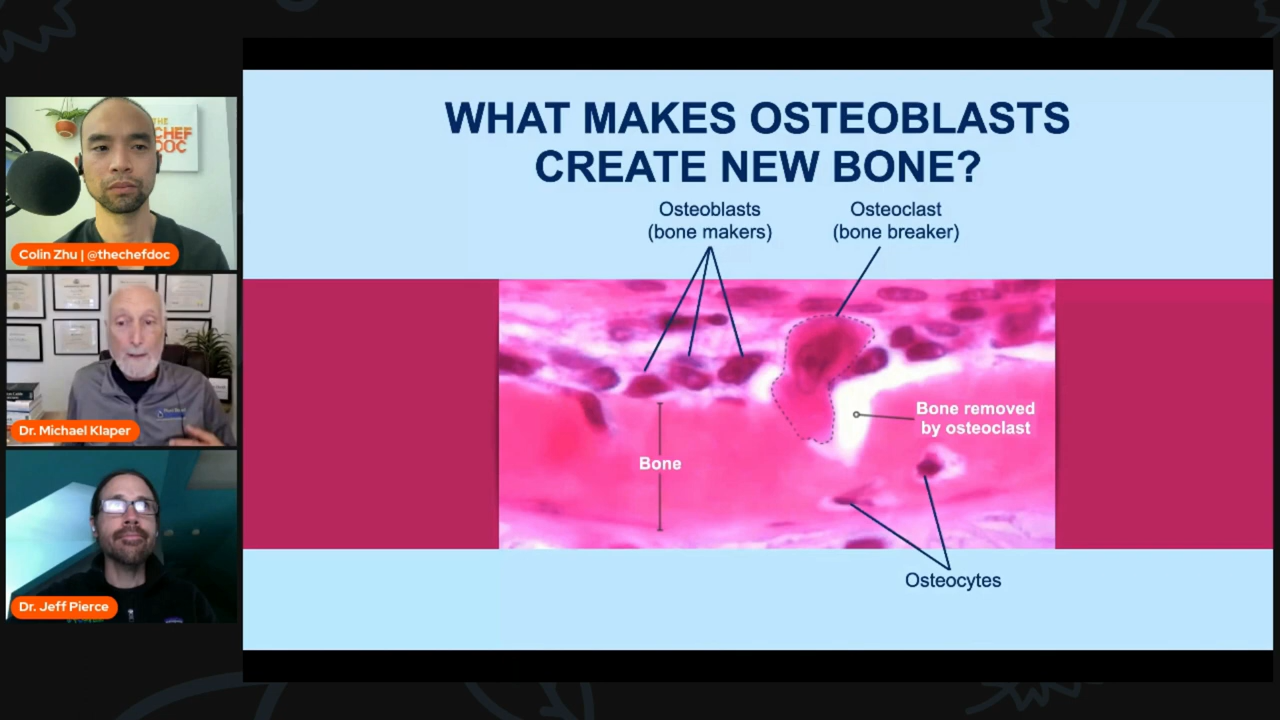 THE
CHEF
DOC
Colin Zhu | @thechefdoc
Dr. Michael Klaper
Dr. Jeff Pierce
WHAT MAKES OSTEOBLASTS
CREATE NEW BONE?
Osteoblasts
(bone makers)
Osteoclast
(bone breaker)
Bone removed
by osteoclast
Bone
Osteocytes